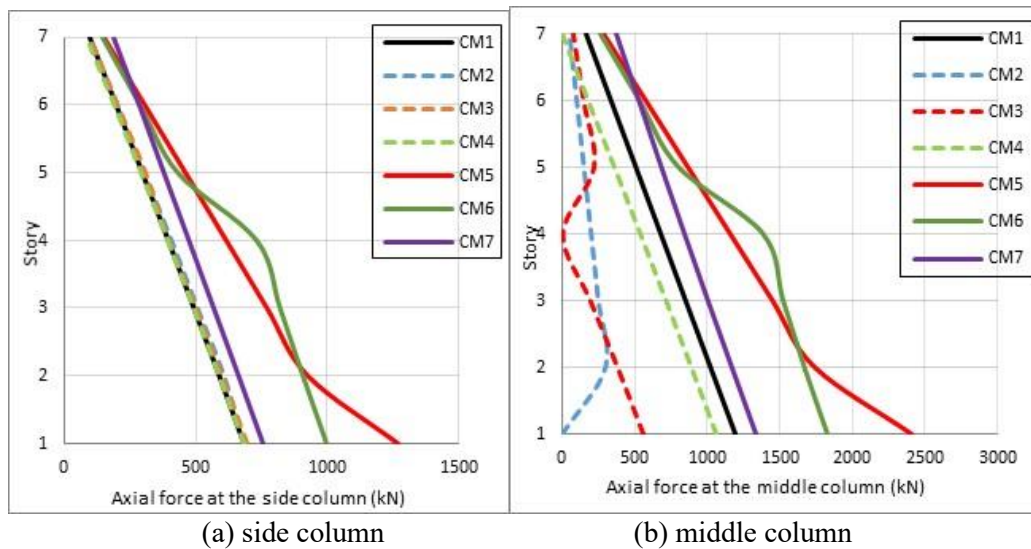 7
6
5
4
3
2
1
Story
0
500
1000
1500
Axial force at the side column (kN)
CM1
CM2
CM3
CM4
CM5
CM6
CM7
(a) side column
7
6
5
4
3
2
1
Story
0
500
1000
1500
2000
2500
3000
Axial force at the middle column (kN)
CM1
CM2
CM3
CM4
CM5
CM6
CM7
(b) middle column